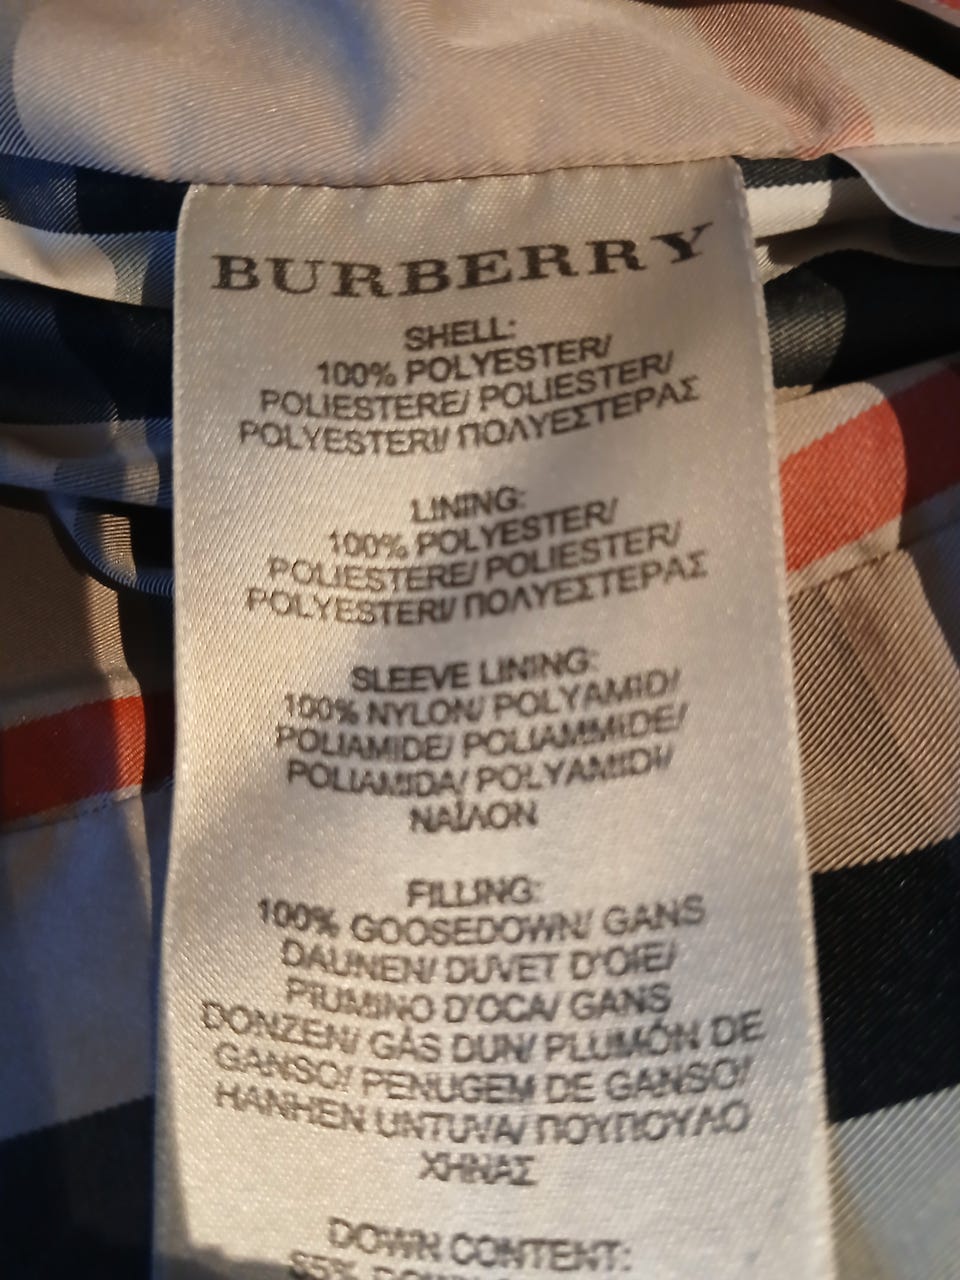 BURBERRY
SHELL:
100% POLYESTER/
POLIESTERE/ POLIESTER/
POLYESTERI/ ΠΟΛΥΕΣΤΕΡΑΣ
LINING:
100% POLYESTER/
POLIESTERE/ POLIESTER/
POLYESTERI/ ΠΟΛΥΕΣΤΕΡΑΣ
SLEEVE LINING:
100% NYLON/ POLYAMID/
POLIAMIDE/ POLIAMMIDE/
POLIAMIDA/ POLYAMIDI/
ΝΑΪΛΟΝ
FILLING:
100% GOOSEDOWN/ GANS
DAUNEN/ DUVET D'OIE/
PIUMINO D'OCA/ GANS
DONZEN/ GÅS DUN/ PLUMÓN DE
GANSO/ PENUGEM DE GANSO/
HANHEN UNTUVA/ ΠΟΥΠΟΥΛΟ
ΧΗΝΑΣ
DOWN CONTENT: